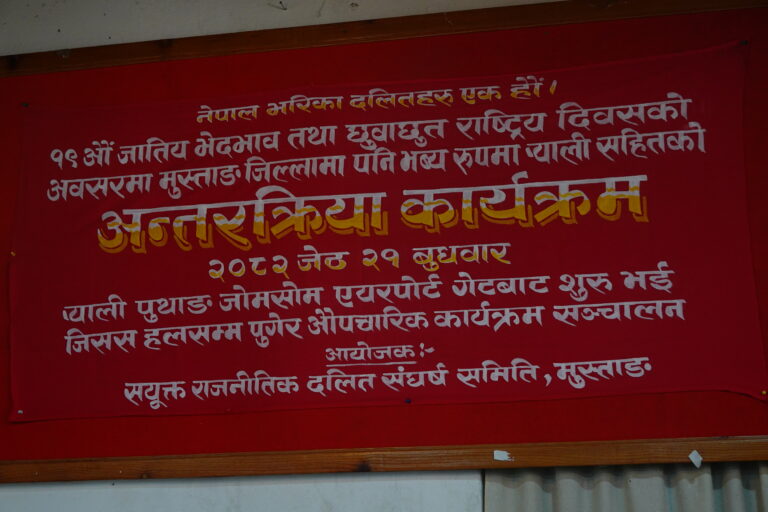 नेपाल भरिका दलितहरु एक हौं।
१९ औं जातिय भेदभाव तथा छुवाछुत राष्ट्रिय दिवसको
अवसरमा मुस्ताङ जिल्लामा पनि भब्य रुपमा र्‍याली सहितको
अन्तरक्रिया कार्यक्रम
२०८२ जेठ २१ बुधवार
र्‍याली पुथाङ जोमसोम एयरपोर्ट गेटबाट शुरु भई
जिसस हलसम्म पुगेर औपचारिक कार्यक्रम सञ्चालन
आयोजक:-
सयूक्त राजनीतिक दलित संघर्ष समिति, मुस्ताङ